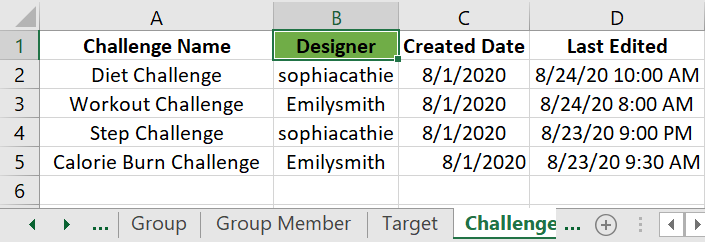 A B C D
1 Challenge Name Designer Created Date Last Edited
2 Diet Challenge sophiacathie 8/1/2020 8/24/20 10:00 AM
3 Workout Challenge Emilysmith 8/1/2020 8/24/20 8:00 AM
4 Step Challenge sophiacathie 8/1/2020 8/23/20 9:00 PM
5 Calorie Burn Challenge Emilysmith 8/1/2020 8/23/20 9:30 AM
6
... Group Group Member Target Challenge ...